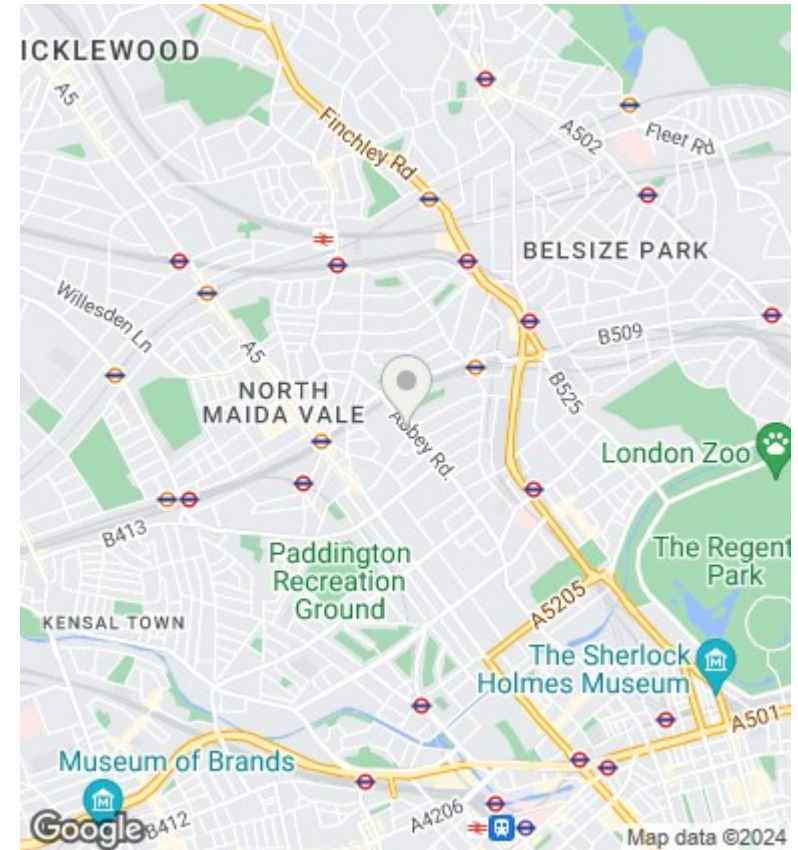 ICKLEWOOD
A5
Finchley Rd
A502
Fleet Rd
BELSIZE PARK
Willesden Ln
A5
B509
B525
NORTH
MAIDA VALE
Abbey Rd.
London Zoo
B413
Paddington
Recreation
Ground
The Regent
Park
A5205
KENSAL TOWN
The Sherlock
Holmes Museum
A501
Museum of Brands
A4206
Google
B412
Map data ©2024